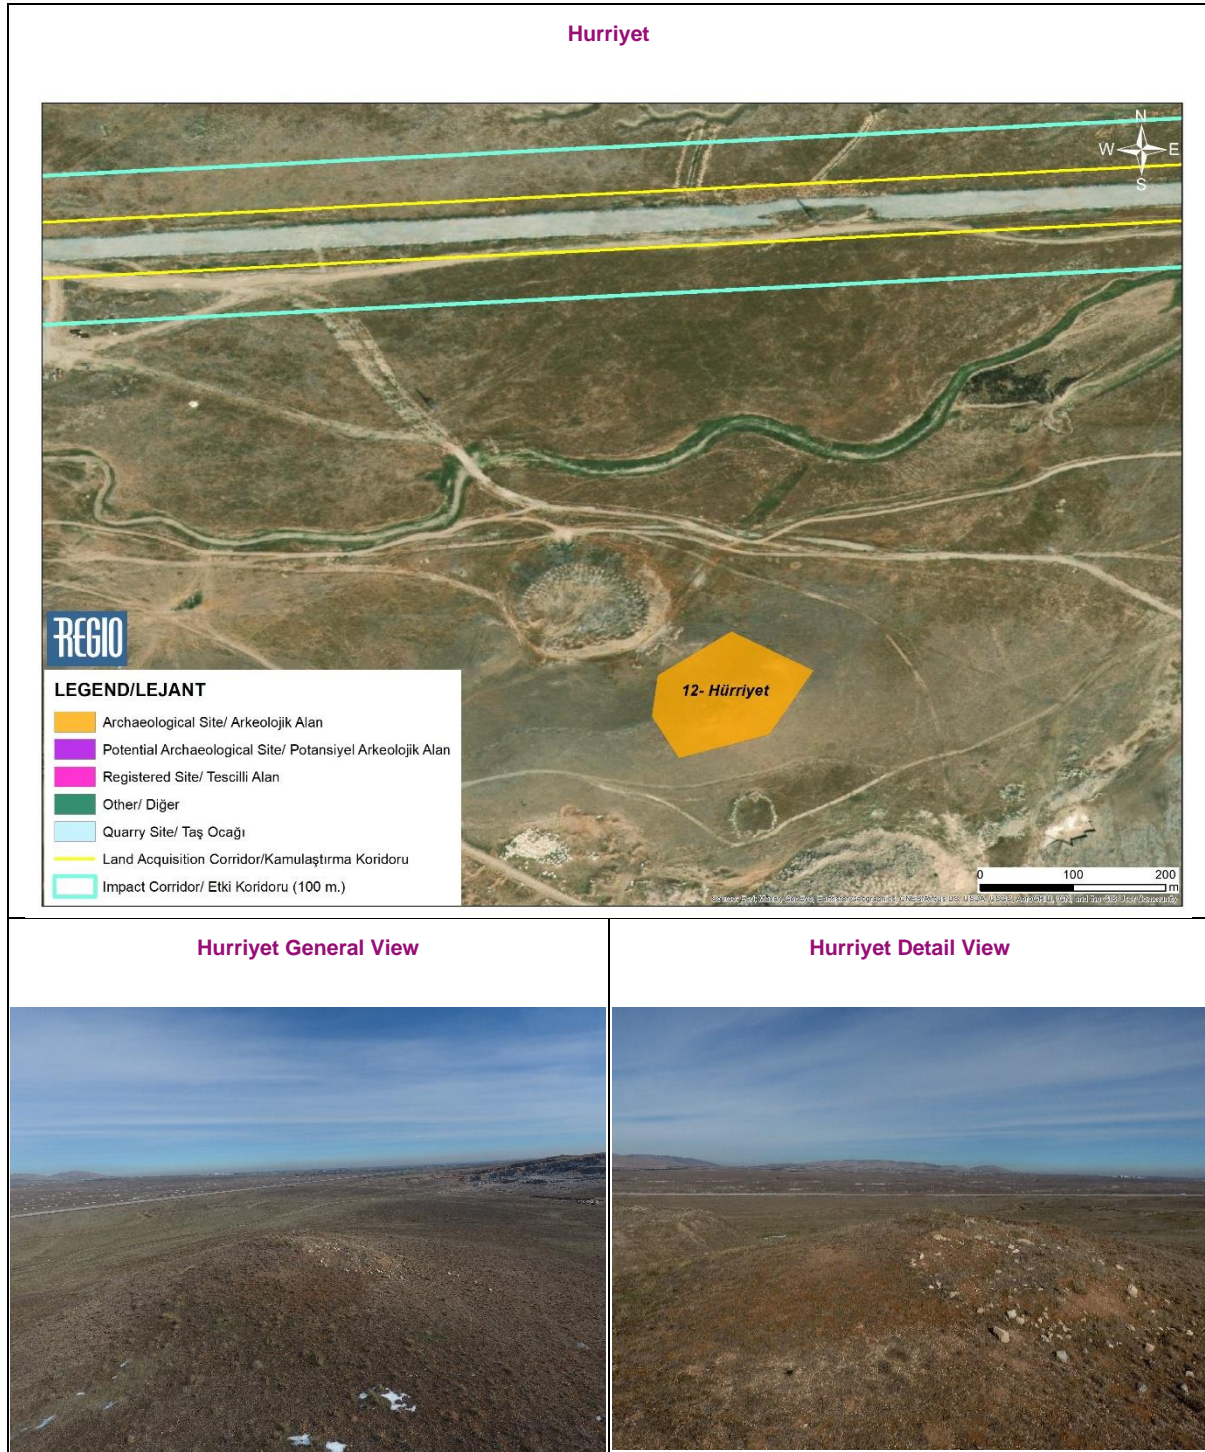 Hurriyet
N
W E
S
12- Hürriyet
REGIO
LEGEND/LEJANT
Archaeological Site/ Arkeolojik Alan
Potential Archaeological Site/ Potansiyel Arkeolojik Alan
Registered Site/ Tescilli Alan
Other/ Diğer
Quarry Site/ Taş Ocağı
Land Acquisition Corridor/Kamulaştırma Koridoru
Impact Corridor/ Etki Koridoru (100 m.)
0 100 200
m
Hurriyet General View
Hurriyet Detail View